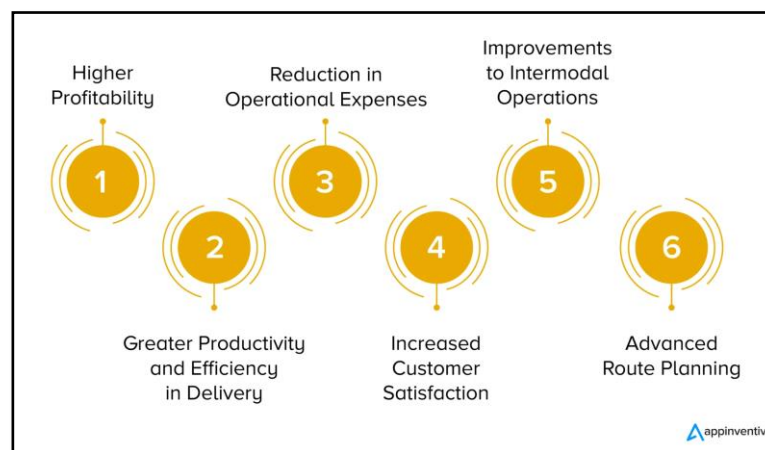 Higher
Profitability
1
Greater Productivity
and Efficiency
in Delivery
2
Reduction in
Operational Expenses
3
Increased
Customer
Satisfaction
4
Improvements
to Intermodal
Operations
5
Advanced
Route Planning
6
appinventiv